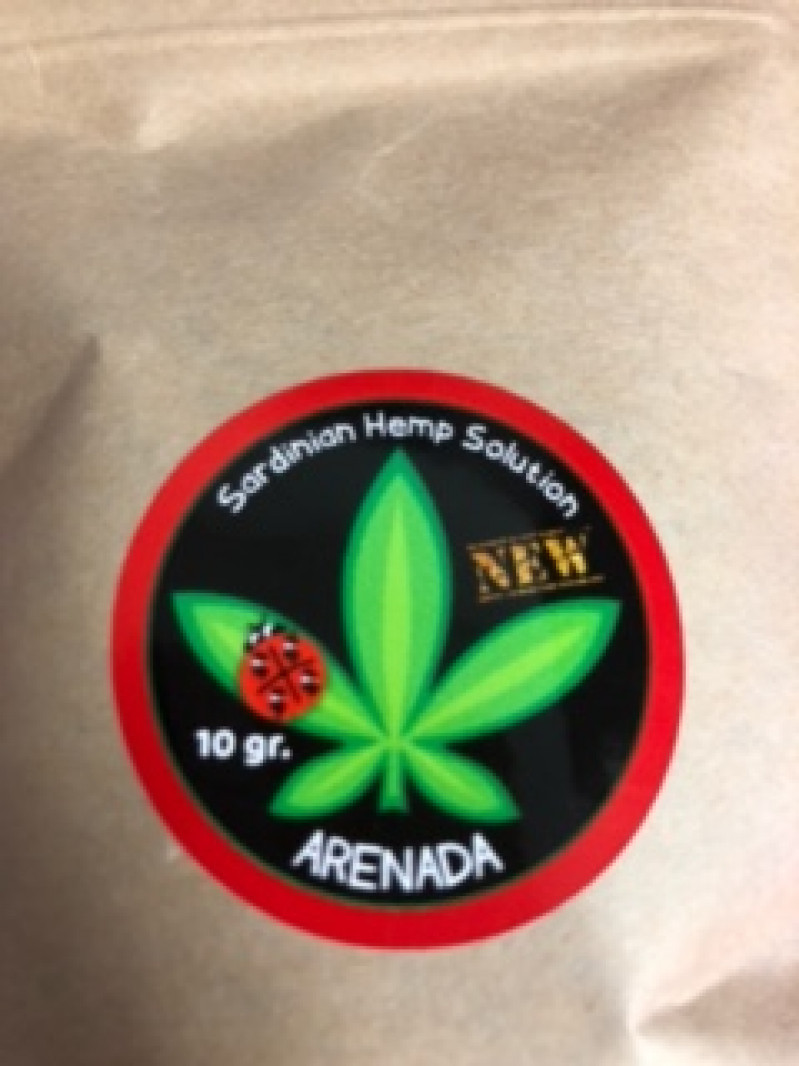 Sardinian Hemp Solution
NEW
10 gr.
ARENADA